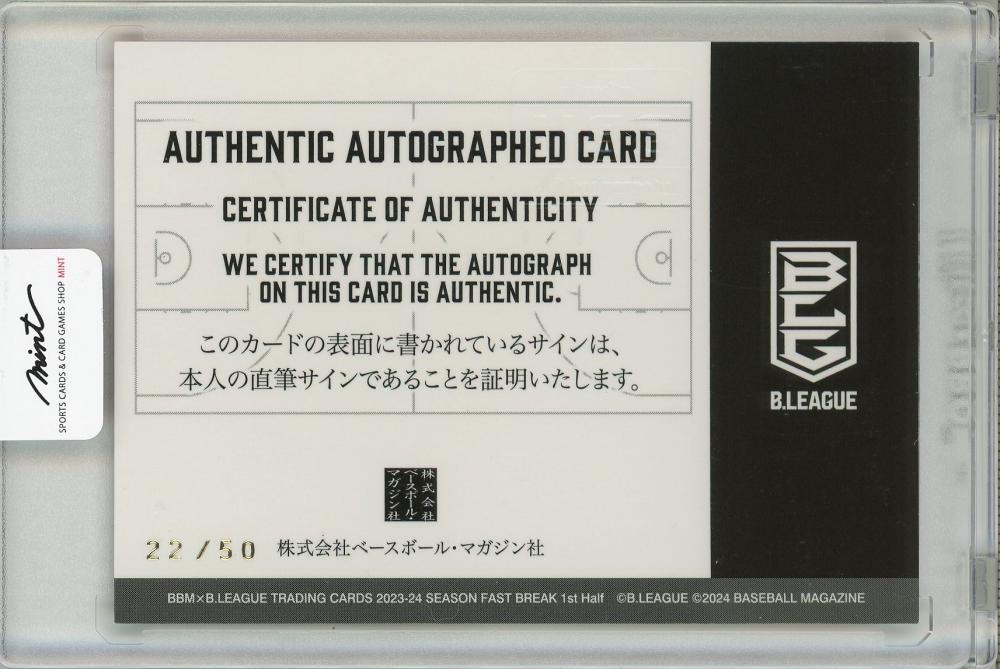 AUTHENTIC AUTOGRAPHED CARD
CERTIFICATE OF AUTHENTICITY
WE CERTIFY THAT THE AUTOGRAPH
ON THIS CARD IS AUTHENTIC.
このカードの表面に書かれているサインは、
本人の直筆サインであることを証明いたします。
株式会社
ベースボール・
マガジン社
22/50 株式会社ベースボール・マガジン社
BBM×B.LEAGUE TRADING CARDS 2023-24 SEASON FAST BREAK 1st Half ©B.LEAGUE ©2024 BASEBALL MAGAZINE
B.LEAGUE
mint
SPORTS CARDS & CARD GAMES SHOP MINT